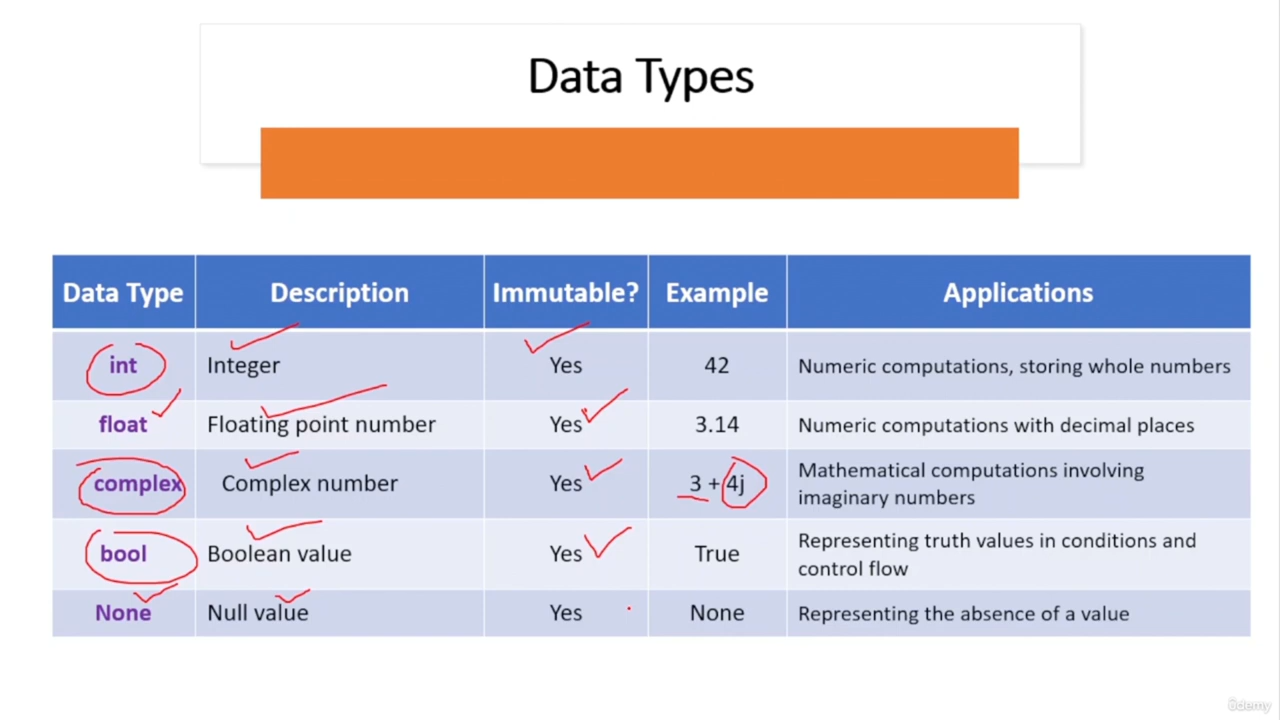 Data Types
Data Type Description Immutable? Example Applications
int Integer Yes 42 Numeric computations, storing whole numbers
float Floating point number Yes 3.14 Numeric computations with decimal places
complex Complex number Yes 3 + 4j Mathematical computations involving
imaginary numbers
bool Boolean value Yes True Representing truth values in conditions and
control flow
None Null value Yes None Representing the absence of a value
ûdemy